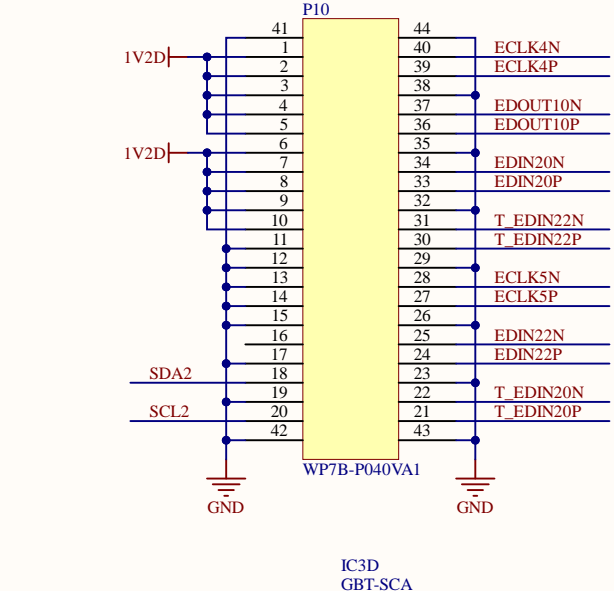 P10
41 44
1V2D 1 40 ECLK4N
2 39 ECLK4P
3 38
4 37 EDOUT10N
5 36 EDOUT10P
1V2D 6 35
7 34 EDIN20N
8 33 EDIN20P
9 32
10 31 T_EDIN22N
11 30 T_EDIN22P
12 29
13 28 ECLK5N
14 27 ECLK5P
15 26
16 25 EDIN22N
17 24 EDIN22P
SDA2 18 23
19 22 T_EDIN20N
SCL2 20 21 T_EDIN20P
42 43
WP7B-P040VA1
GND GND
IC3D
GBT-SCA